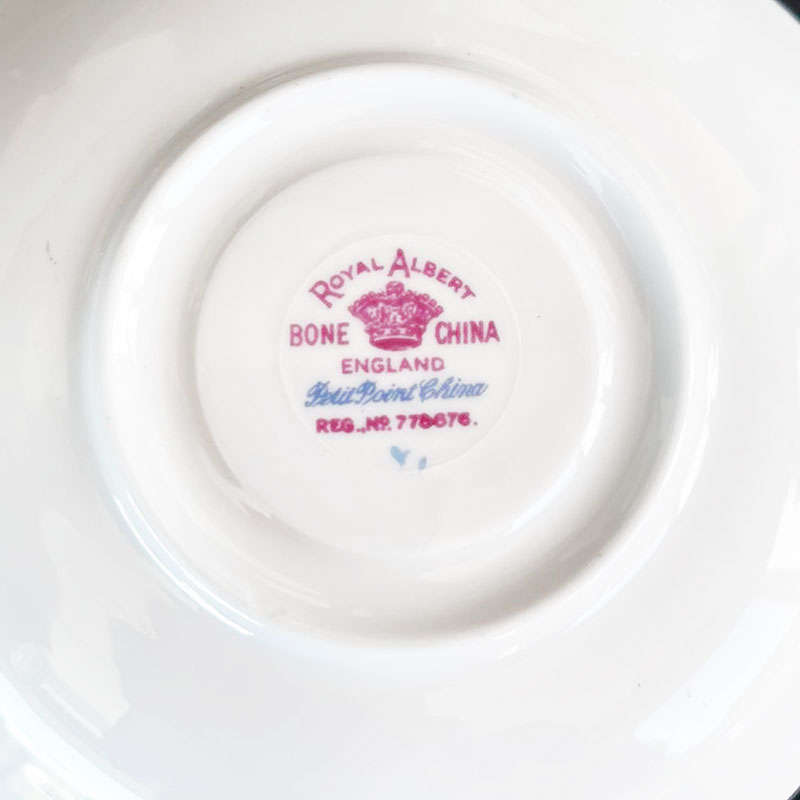 ROYAL ALBERT
BONE CHINA
ENGLAND
Petit Point China
REG., NO. 778676.